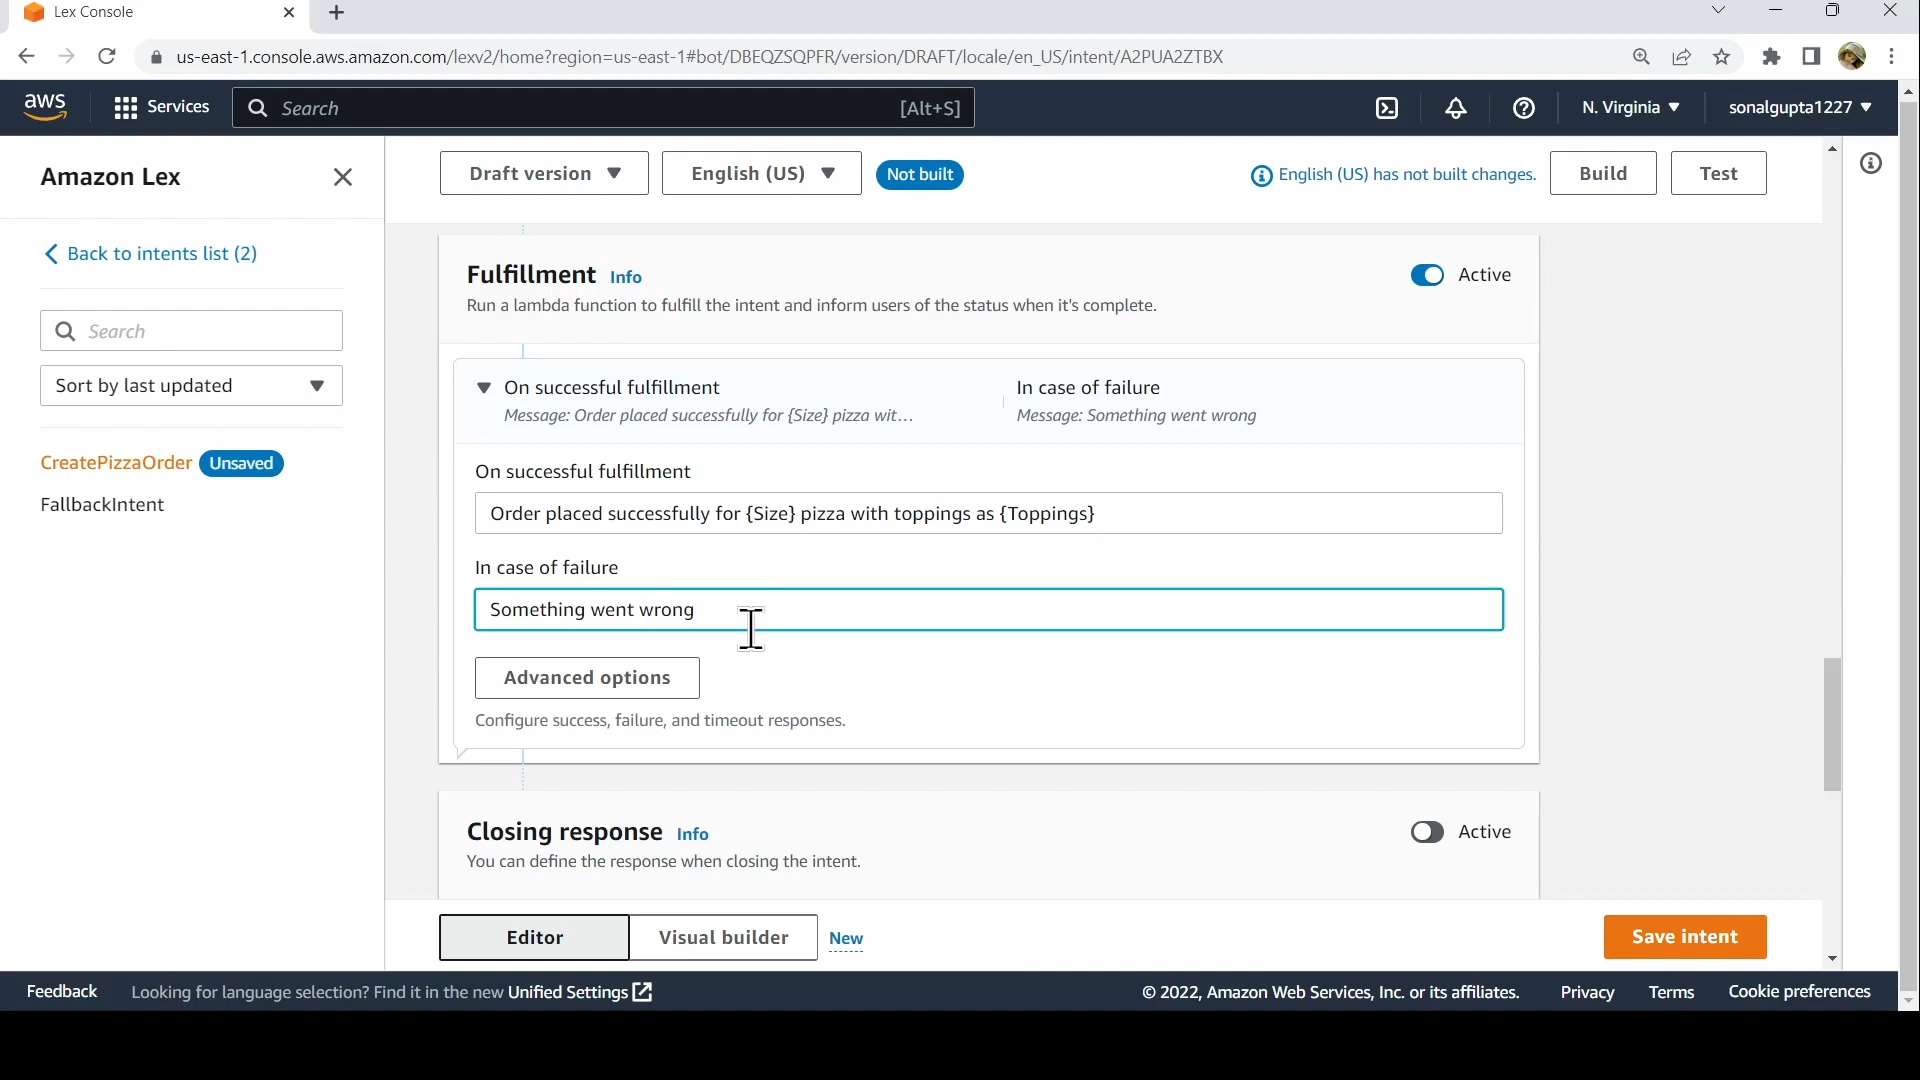 Lex Console
us-east-1.console.aws.amazon.com/lexv2/home?region=us-east-1#bot/DBEQZSQPFR/version/DRAFT/locale/en_US/intent/A2PUA2ZTBX
aws Services Search [Alt+S] N. Virginia sonalgupta1227
Amazon Lex
Draft version English (US) Not built English (US) has not built changes. Build Test
Back to intents list (2)
Search
Sort by last updated
CreatePizzaOrder Unsaved
FallbackIntent
Fulfillment Info Active
Run a lambda function to fulfill the intent and inform users of the status when it's complete.
On successful fulfillment In case of failure
Message: Order placed successfully for {Size} pizza wit... Message: Something went wrong
On successful fulfillment
Order placed successfully for {Size} pizza with toppings as {Toppings}
In case of failure
Something went wrong
Advanced options
Configure success, failure, and timeout responses.
Closing response Info Active
You can define the response when closing the intent.
Editor Visual builder New Save intent
Feedback Looking for language selection? Find it in the new Unified Settings © 2022, Amazon Web Services, Inc. or its affiliates. Privacy Terms Cookie preferences